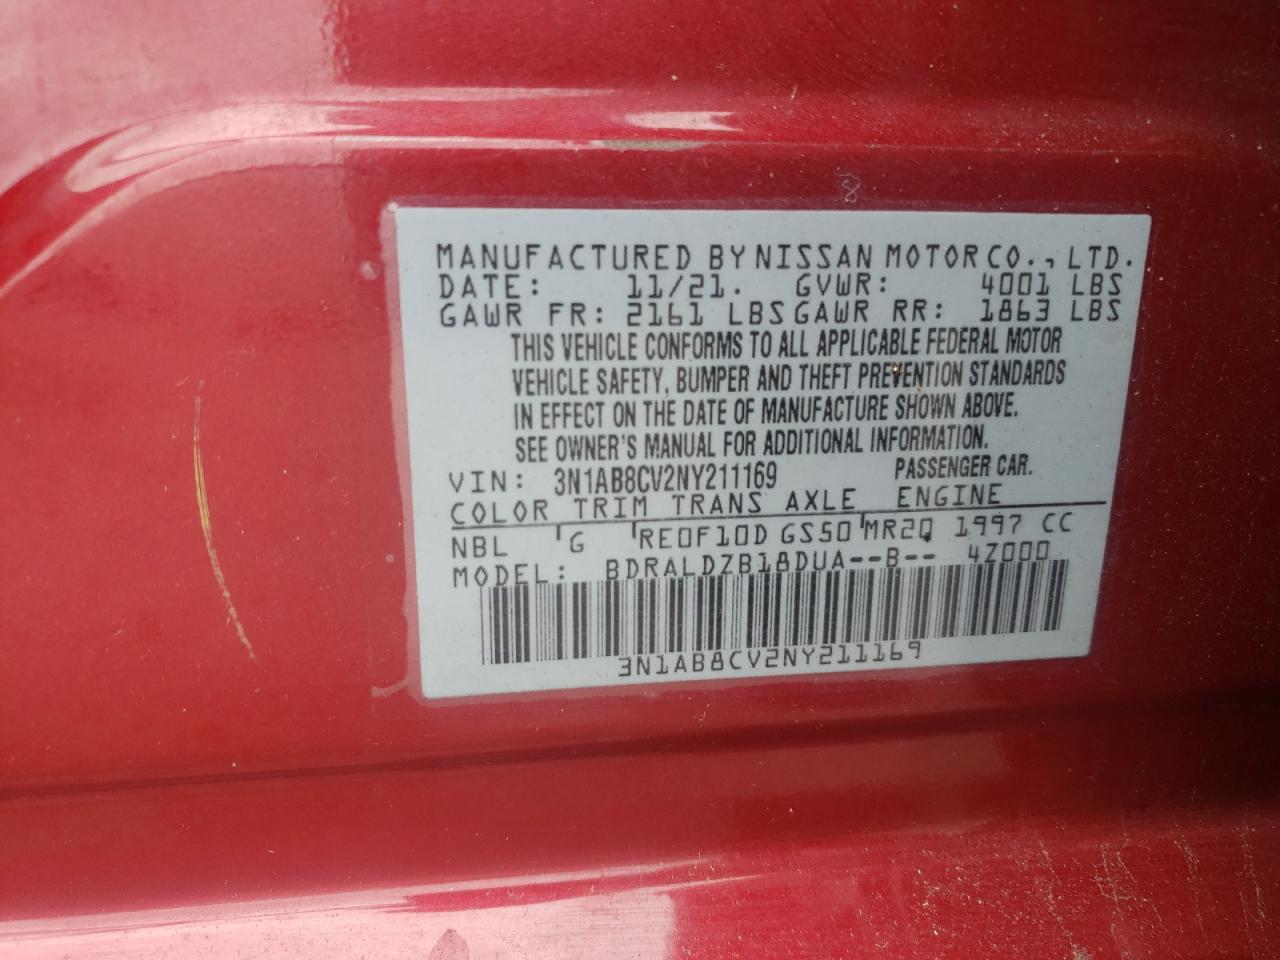 MANUFACTURED BY NISSAN MOTOR CO., LTD.
DATE: 11/21. GVWR: 4001 LBS
GAWR FR: 2161 LBS GAWR RR: 1863 LBS
THIS VEHICLE CONFORMS TO ALL APPLICABLE FEDERAL MOTOR
VEHICLE SAFETY, BUMPER AND THEFT PREVENTION STANDARDS
IN EFFECT ON THE DATE OF MANUFACTURE SHOWN ABOVE.
SEE OWNER'S MANUAL FOR ADDITIONAL INFORMATION.
VIN: 3N1AB8CV2NY211169 PASSENGER CAR.
COLOR TRIM TRANS AXLE ENGINE
NBL G RE0F10D GS50 MR20 1997 CC
MODEL: BDRALDZB18DUA--B-- 4Z000
3N1AB8CV2NY211169